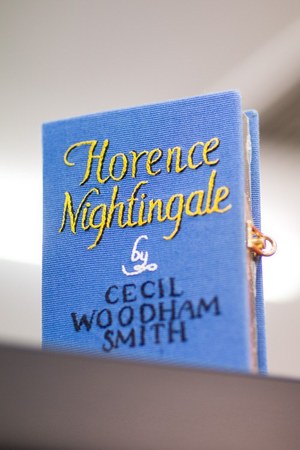 Florence
Nightingale
by
CECIL
WOODHAM
SMITH